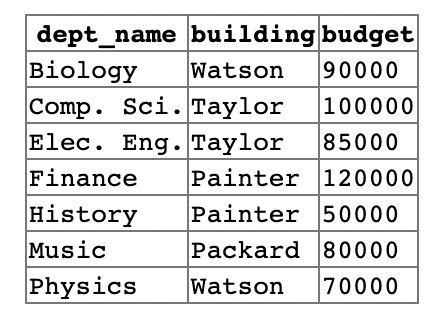 dept_name building budget
Biology Watson 90000
Comp. Sci. Taylor 100000
Elec. Eng. Taylor 85000
Finance Painter 120000
History Painter 50000
Music Packard 80000
Physics Watson 70000